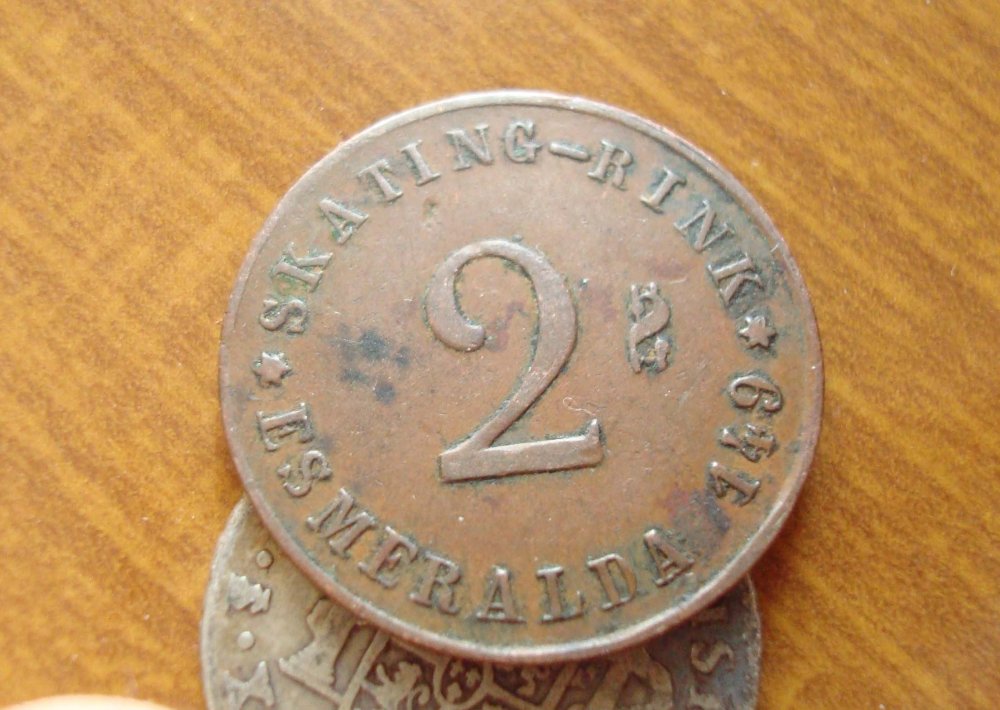 SKATING-RINK
2
ESMERALDA 149